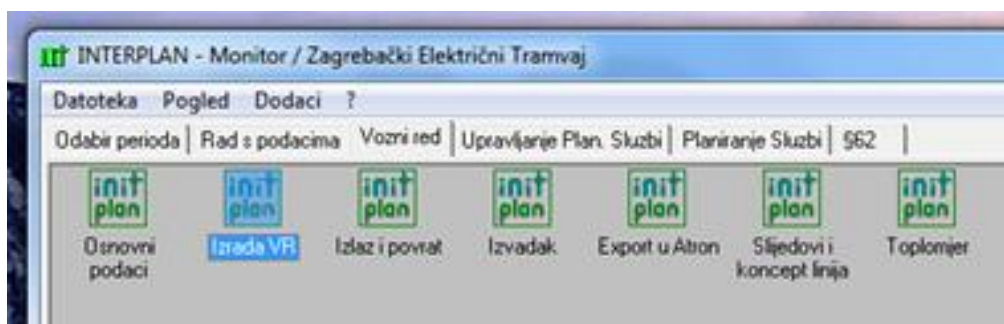 INTERPLAN - Monitor / Zagrebački Električni Tramvaj
Datoteka Pogled Dodaci ?
Odabir perioda Rad s podacima Vozni red Upravljanje Plan. Sluzbi Planiranje Sluzbi §62
init plan
Osnovni podaci
init plan
Izrada VR
init plan
Izlaz i povrat
init plan
Izvadak
init plan
Export u Atron
init plan
Slijedovi i koncept linija
init plan
Toplomjer